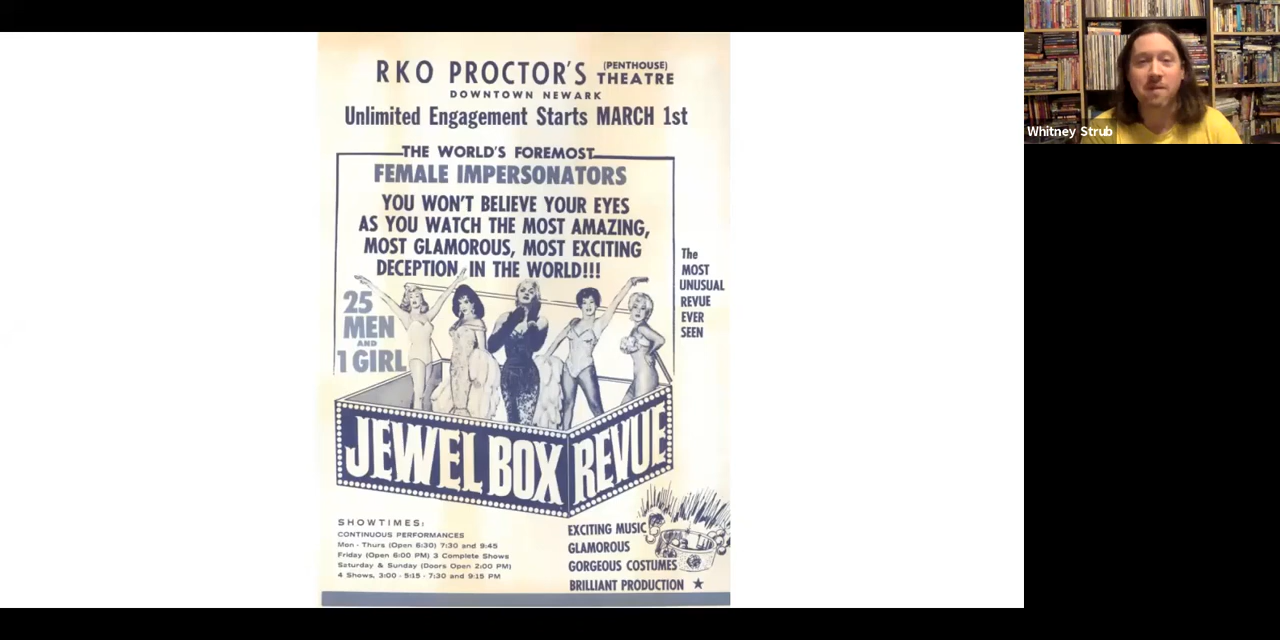 RKO PROCTOR'S (PENTHOUSE) THEATRE
DOWNTOWN NEWARK
Unlimited Engagement Starts MARCH 1st
THE WORLD'S FOREMOST
FEMALE IMPERSONATORS
YOU WON'T BELIEVE YOUR EYES
AS YOU WATCH THE MOST AMAZING,
MOST GLAMOROUS, MOST EXCITING
DECEPTION IN THE WORLD!!!
25
MEN
AND
1 GIRL
The
MOST
UNUSUAL
REVUE
EVER
SEEN
JEWEL BOX REVUE
SHOWTIMES:
CONTINUOUS PERFORMANCES
Mon - Thurs (Open 6:30) 7:30 and 9:45
Friday (Open 6:00 PM) 3 Complete Shows
Saturday & Sunday (Doors Open 2:00 PM)
4 Shows, 3:00 - 5:15 - 7:30 and 9:15 PM
EXCITING MUSIC
GLAMOROUS
GORGEOUS COSTUMES
BRILLIANT PRODUCTION
Whitney Strub